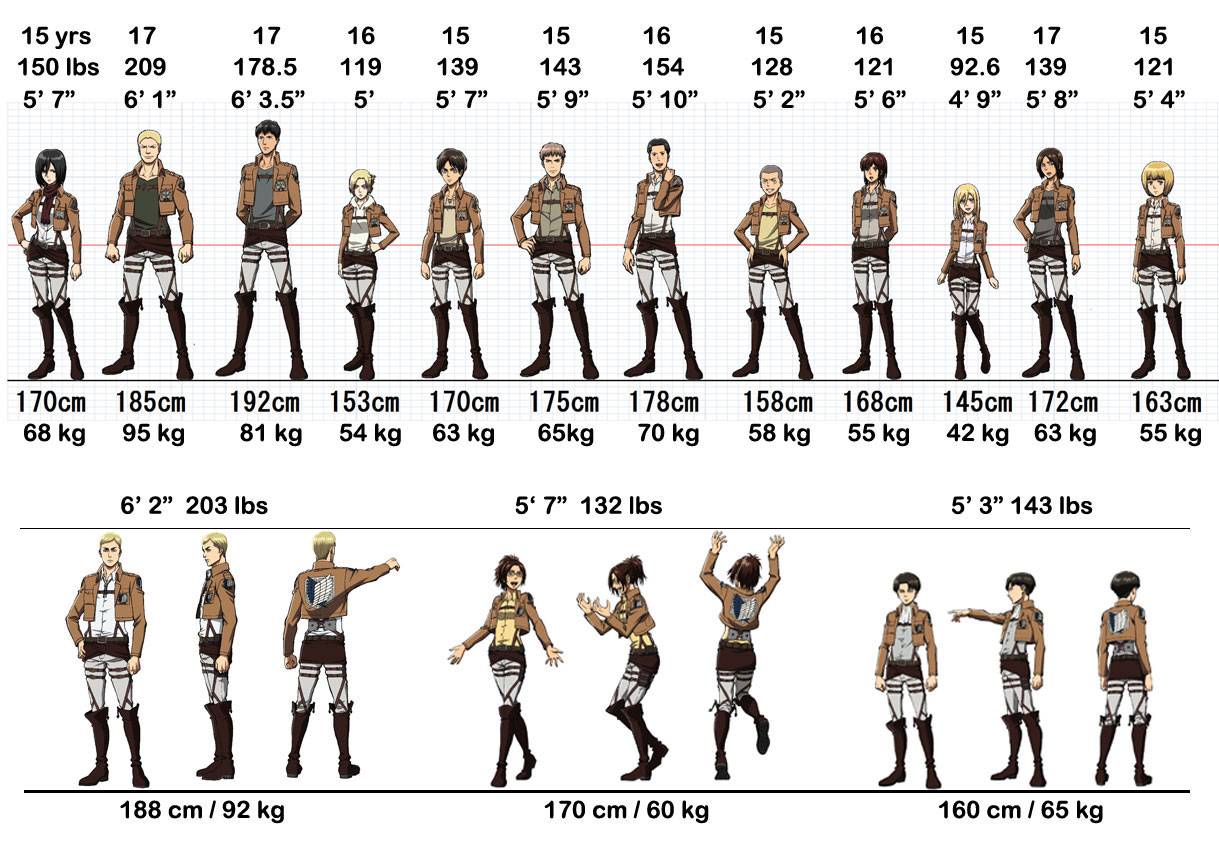 15 yrs 17 17 16 15 15 16 15 16 15 17 15
150 lbs 209 178.5 119 139 143 154 128 121 92.6 139 121
5’ 7” 6’ 1” 6’ 3.5” 5’ 5’ 7” 5’ 9” 5’ 10” 5’ 2” 5’ 6” 4’ 9” 5’ 8” 5’ 4”
170cm 185cm 192cm 153cm 170cm 175cm 178cm 158cm 168cm 145cm 172cm 163cm
68 kg 95 kg 81 kg 54 kg 63 kg 65kg 70 kg 58 kg 55 kg 42 kg 63 kg 55 kg
6’ 2” 203 lbs 5‘ 7” 132 lbs 5’ 3” 143 lbs
188 cm / 92 kg 170 cm / 60 kg 160 cm / 65 kg